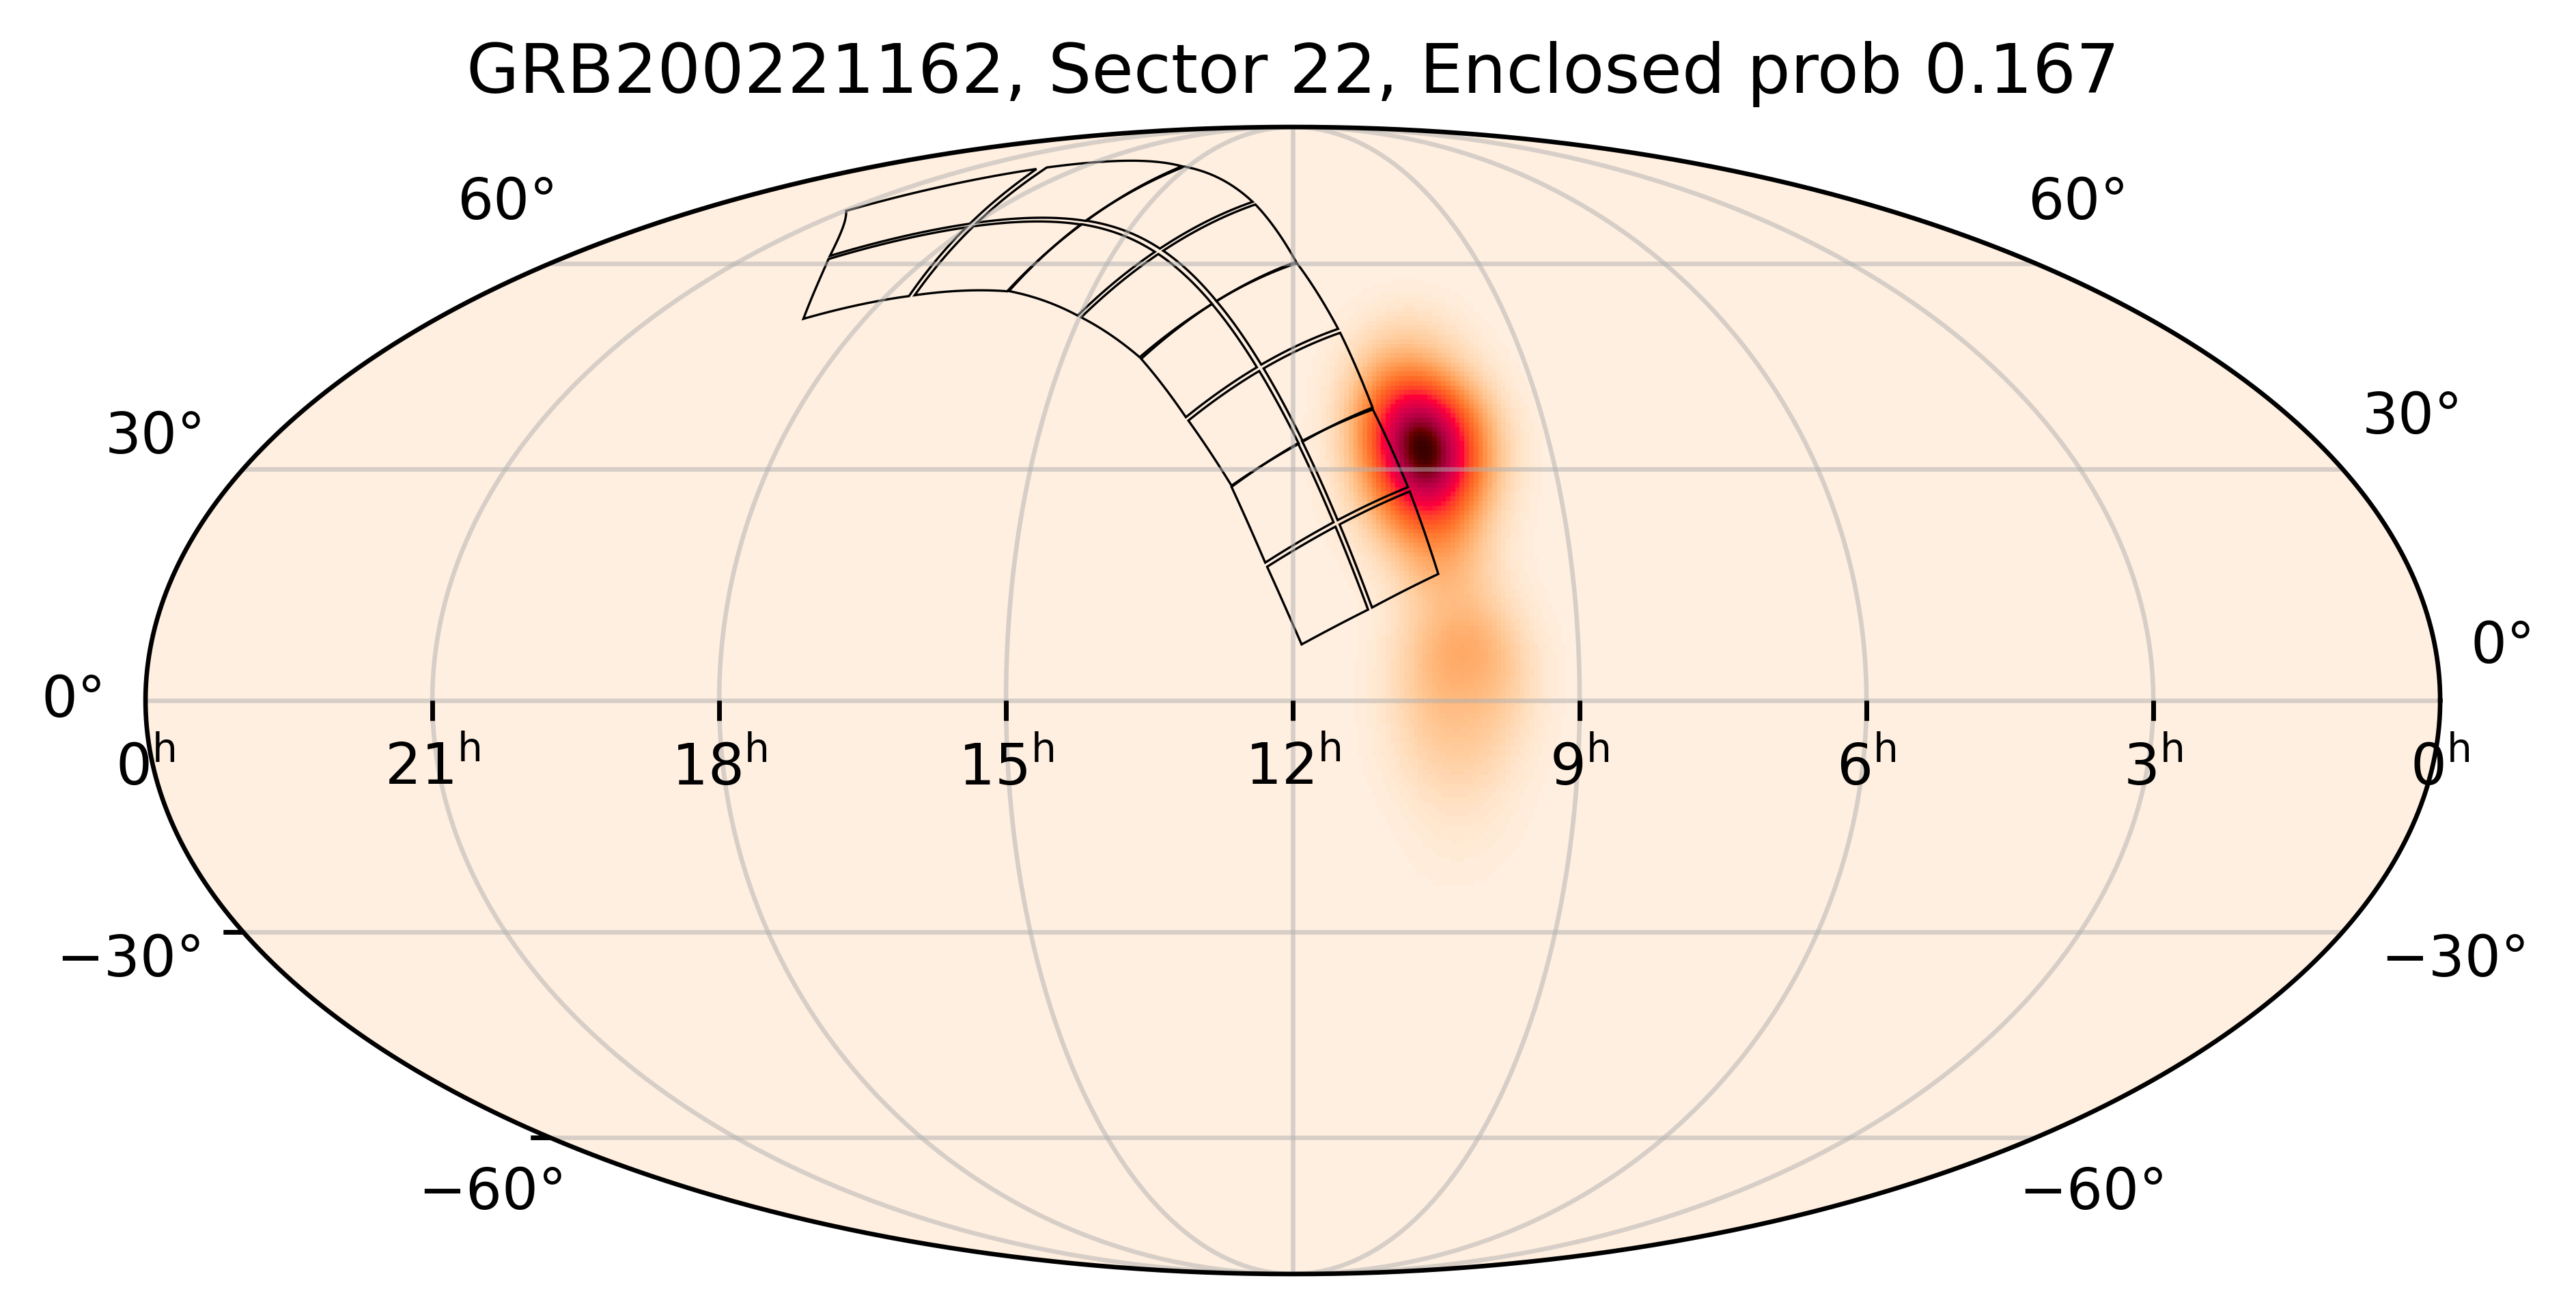 GRB200221162, Sector 22, Enclosed prob 0.167
60° 60°
30° 30°
0° 0°
0h 21h 18h 15h 12h 9h 6h 3h 0h
−30° −30°
−60° −60°